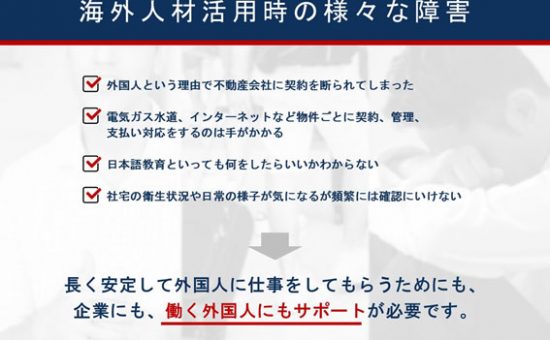 海外人材活用時の様々な障害
外国人という理由で不動産会社に契約を断られてしまった
電気ガス水道、インターネットなど物件ごとに契約、管理、
支払い対応をするのは手がかかる
日本語教育といっても何をしたらいいかわからない
社宅の衛生状況や日常の様子が気になるが頻繁には確認にいけない
長く安定して外国人に仕事をしてもらうためにも、
企業にも、働く外国人にもサポートが必要です。